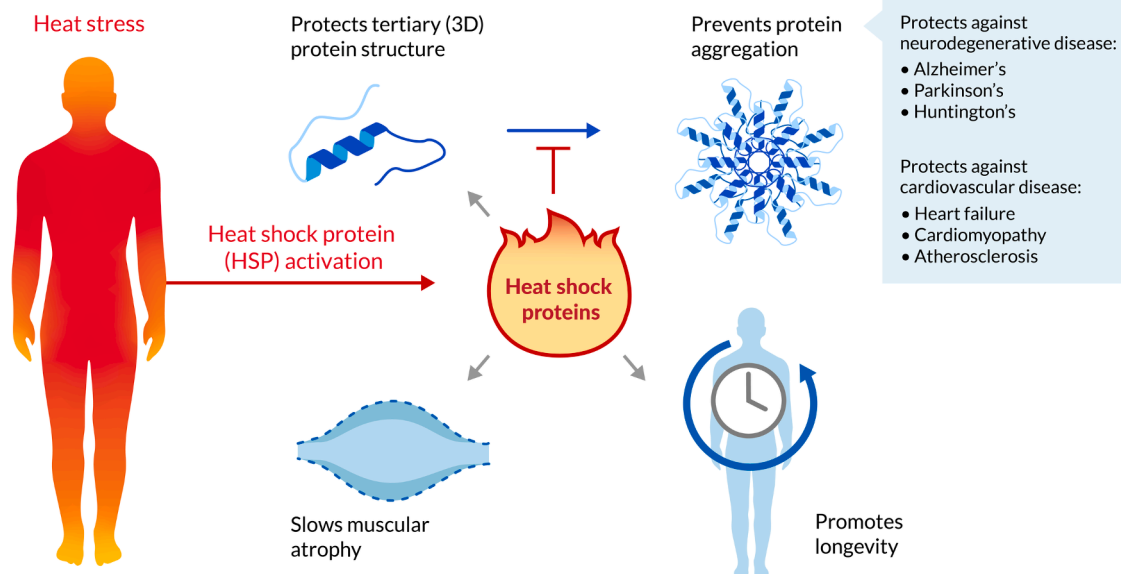 Heat stress
Protects tertiary (3D)
protein structure
Prevents protein
aggregation
Protects against
neurodegenerative disease:
• Alzheimer’s
• Parkinson’s
• Huntington’s
Protects against
cardiovascular disease:
• Heart failure
• Cardiomyopathy
• Atherosclerosis
Heat shock protein
(HSP) activation
Heat shock
proteins
Slows muscular
atrophy
Promotes
longevity